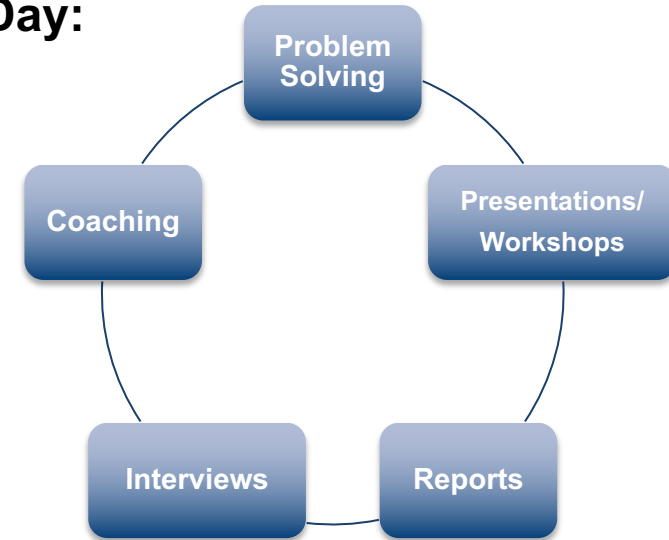 Day:
Problem
Solving
Presentations/
Workshops
Reports
Interviews
Coaching